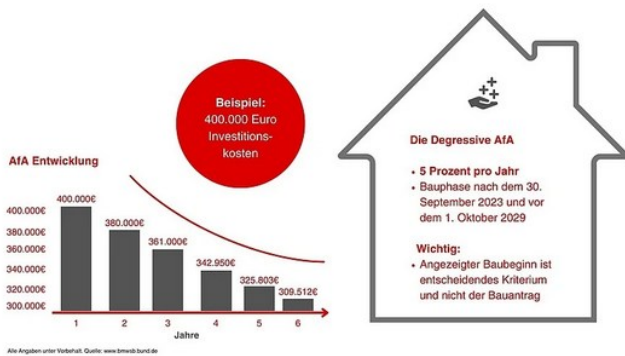 Beispiel:
400.000 Euro
Investitions-
kosten
AfA Entwicklung
400.000€
380.000€
361.000€
342.950€
325.803€
309.512€
400.000€
380.000€
360.000€
340.000€
320.000€
300.000€
1 2 3 4 5 6
Jahre
Alle Angaben unter Vorbehalt. Quelle: www.bmwsb.bund.de
Die Degressive AfA
• 5 Prozent pro Jahr
• Bauphase nach dem 30.
September 2023 und vor
dem 1. Oktober 2029
Wichtig:
• Angezeigter Baubeginn ist
entscheidendes Kriterium
und nicht der Bauantrag